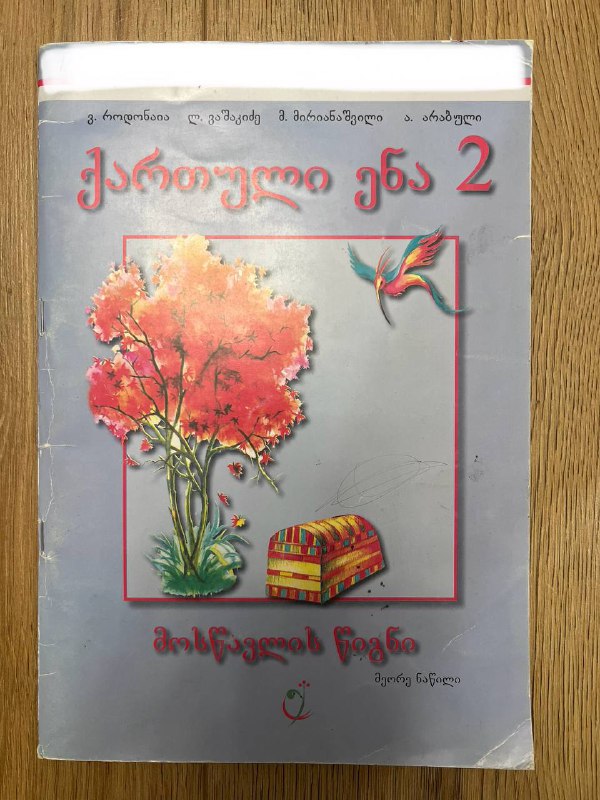 ვ. როდონაია ლ. ვაშაკიძე მ. მირიანაშვილი ა. არაბული
ქართული ენა 2
მოსწავლის წიგნი
მეორე ნაწილი